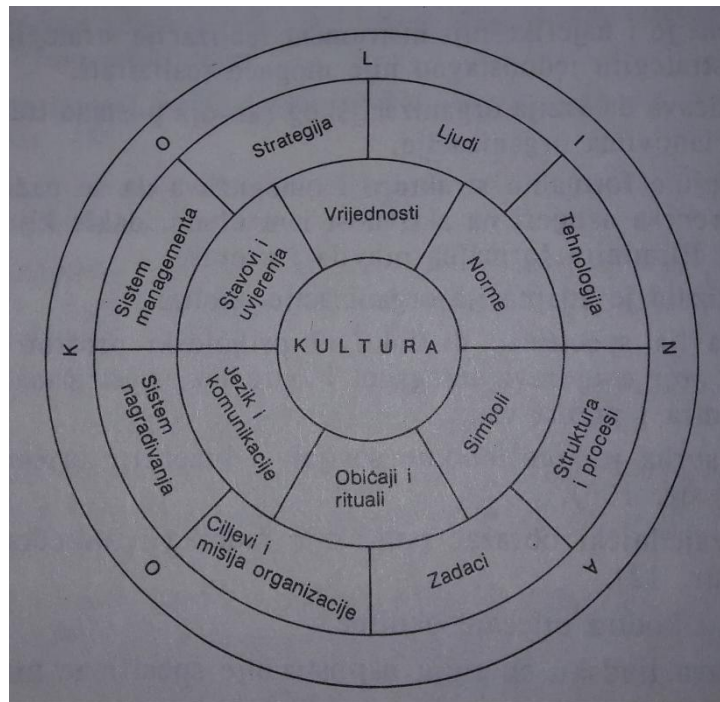 O K O L I N A
Strategija
Ljudi
Tehnologija
Struktura
i procesi
Zadaci
Ciljevi i
misija organizacije
Sistem
nagrađivanja
Sistem
managementa
Vrijednosti
Norme
Simboli
Običaji i
rituali
Jezik i
komunikacije
Stavovi i
uvjerenja
KULTURA